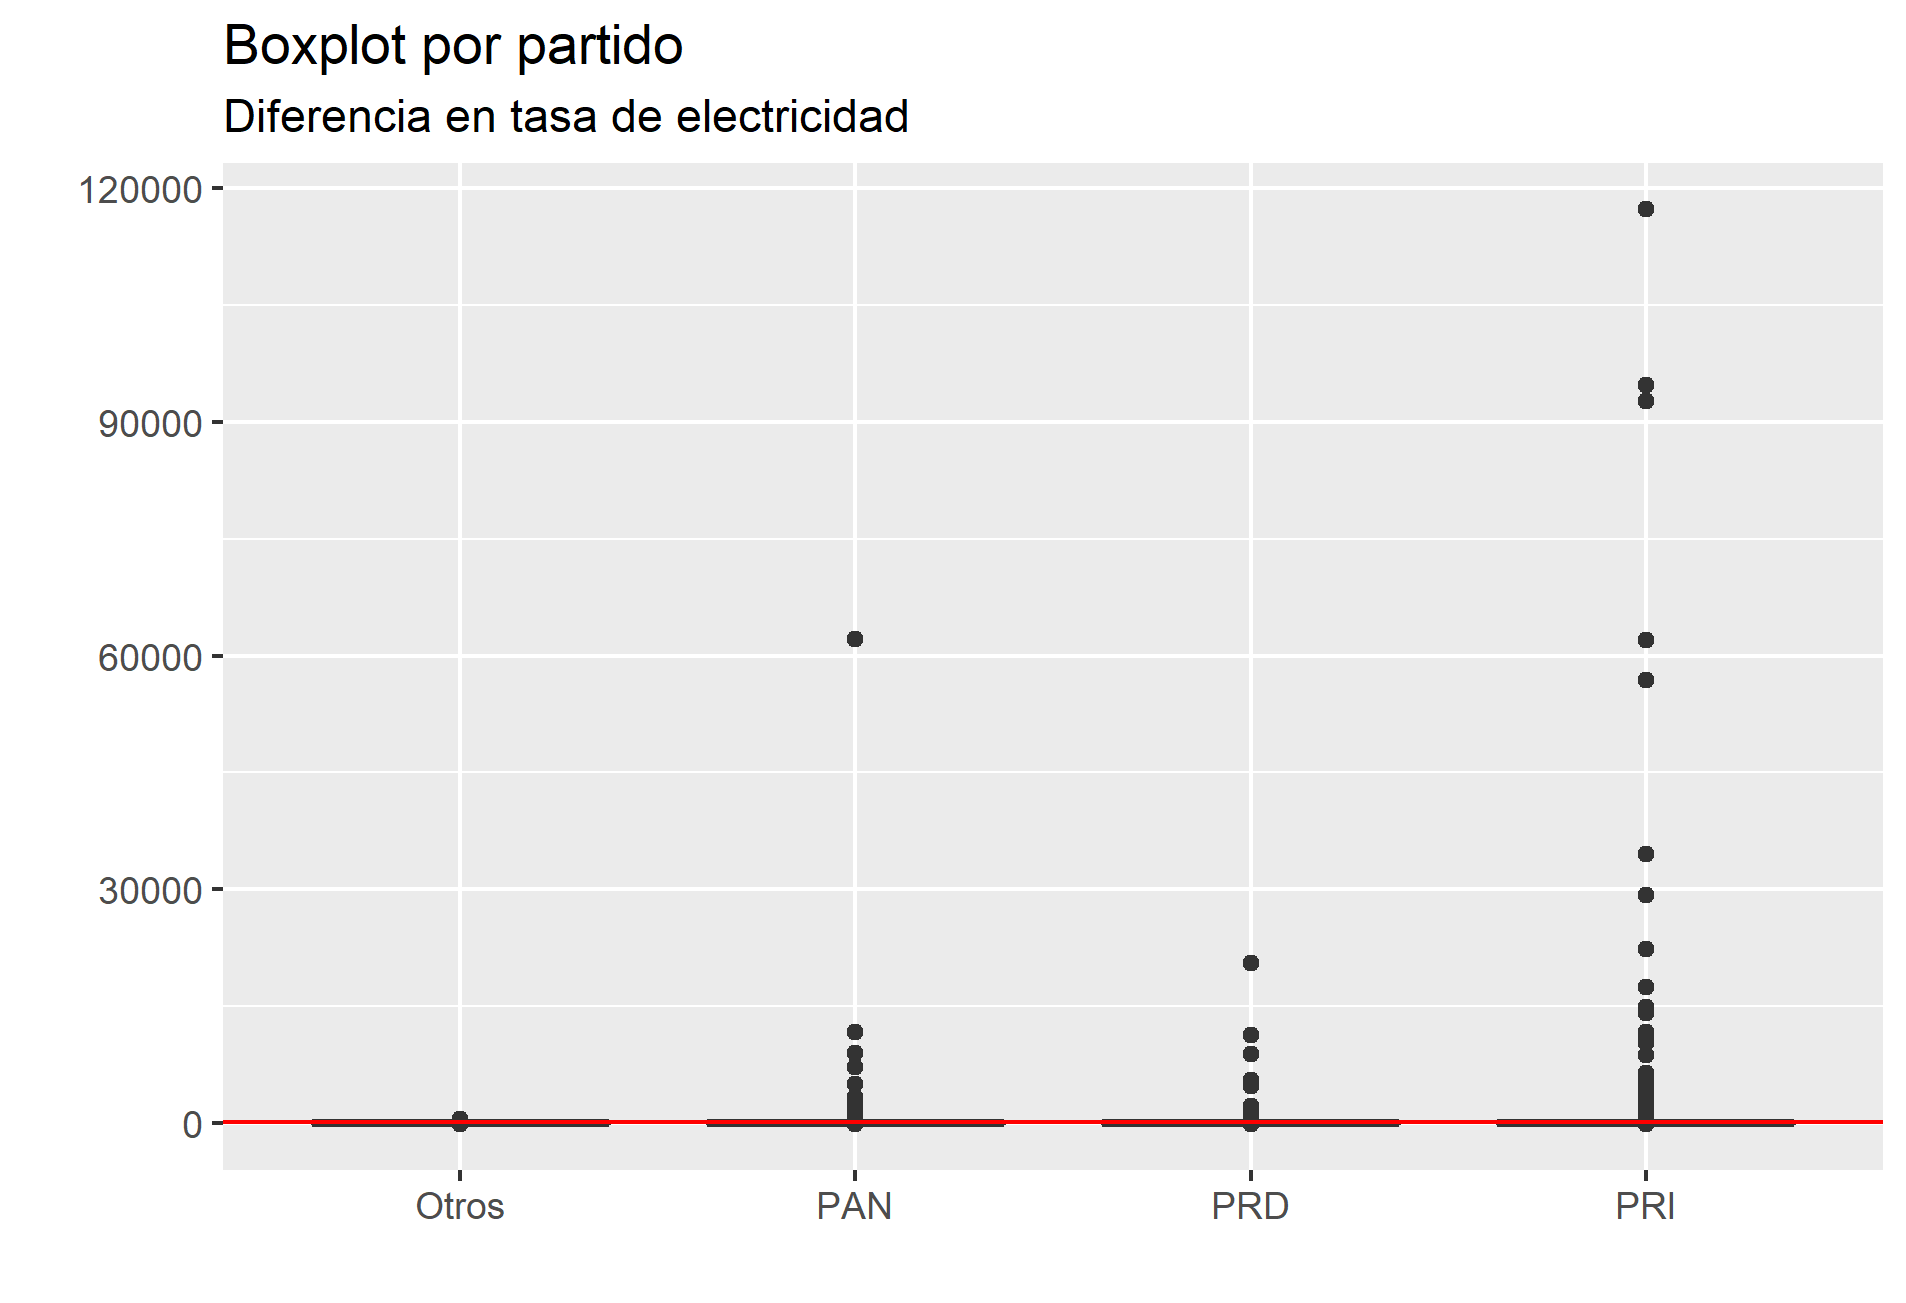 Boxplot por partido
Diferencia en tasa de electricidad
120000
90000
60000
30000
0
Otros PAN PRD PRI